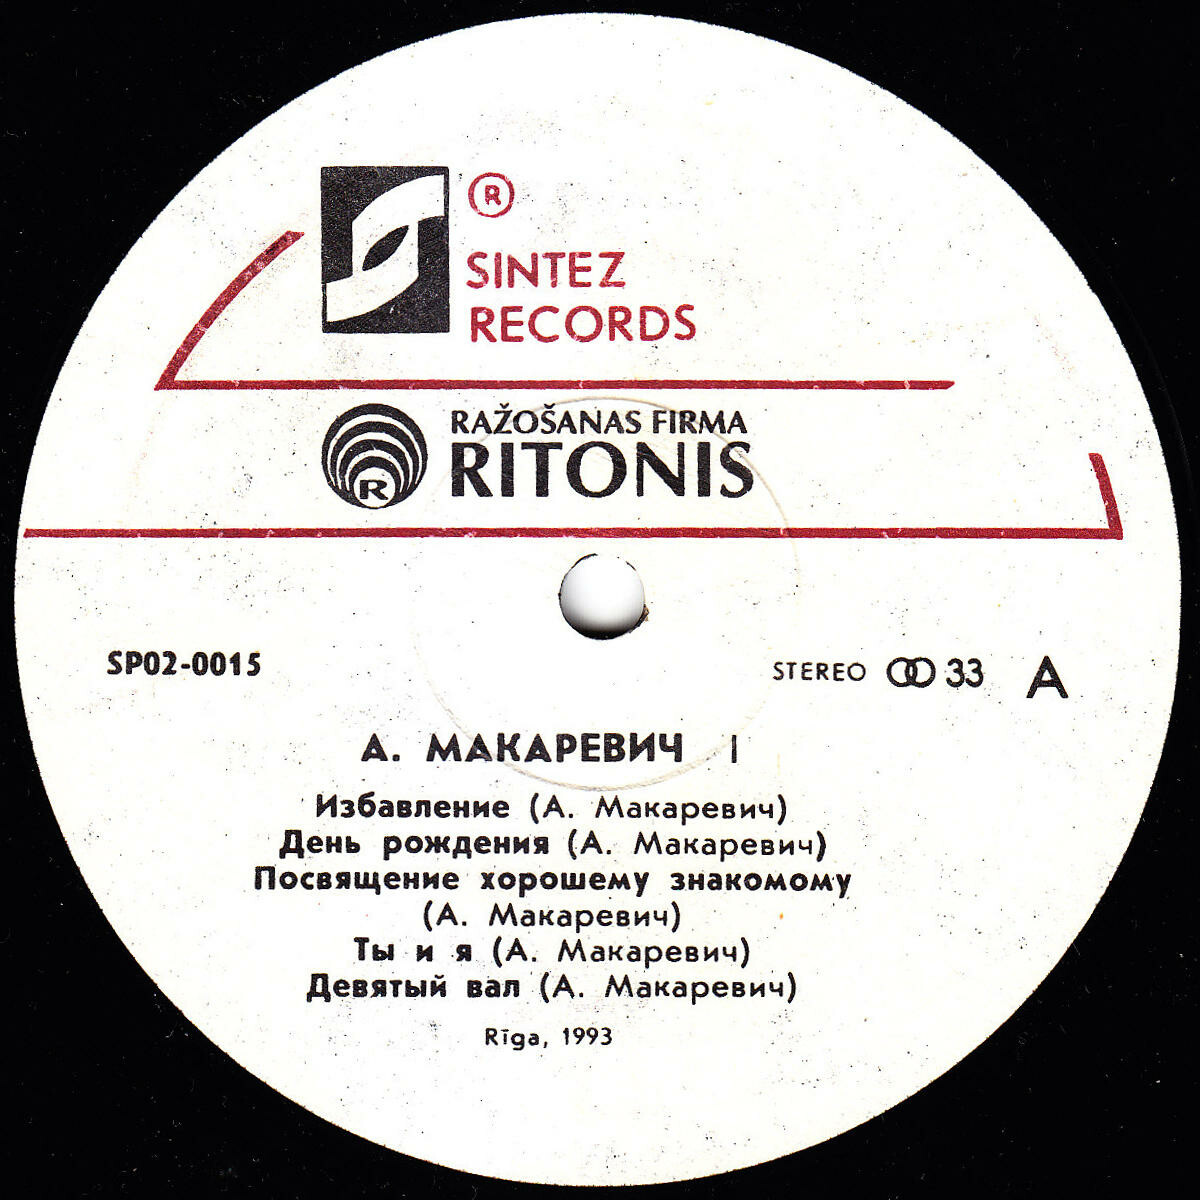 ®
SINTEZ
RECORDS
RAŽOŠANAS FIRMA
RITONIS
R
SP02-0015
STEREO 33 A
А. МАКАРЕВИЧ I
Избавление (А. Макаревич)
День рождения (А. Макаревич)
Посвящение хорошему знакомому
(А. Макаревич)
Ты и я (А. Макаревич)
Девятый вал (А. Макаревич)
Rīga, 1993